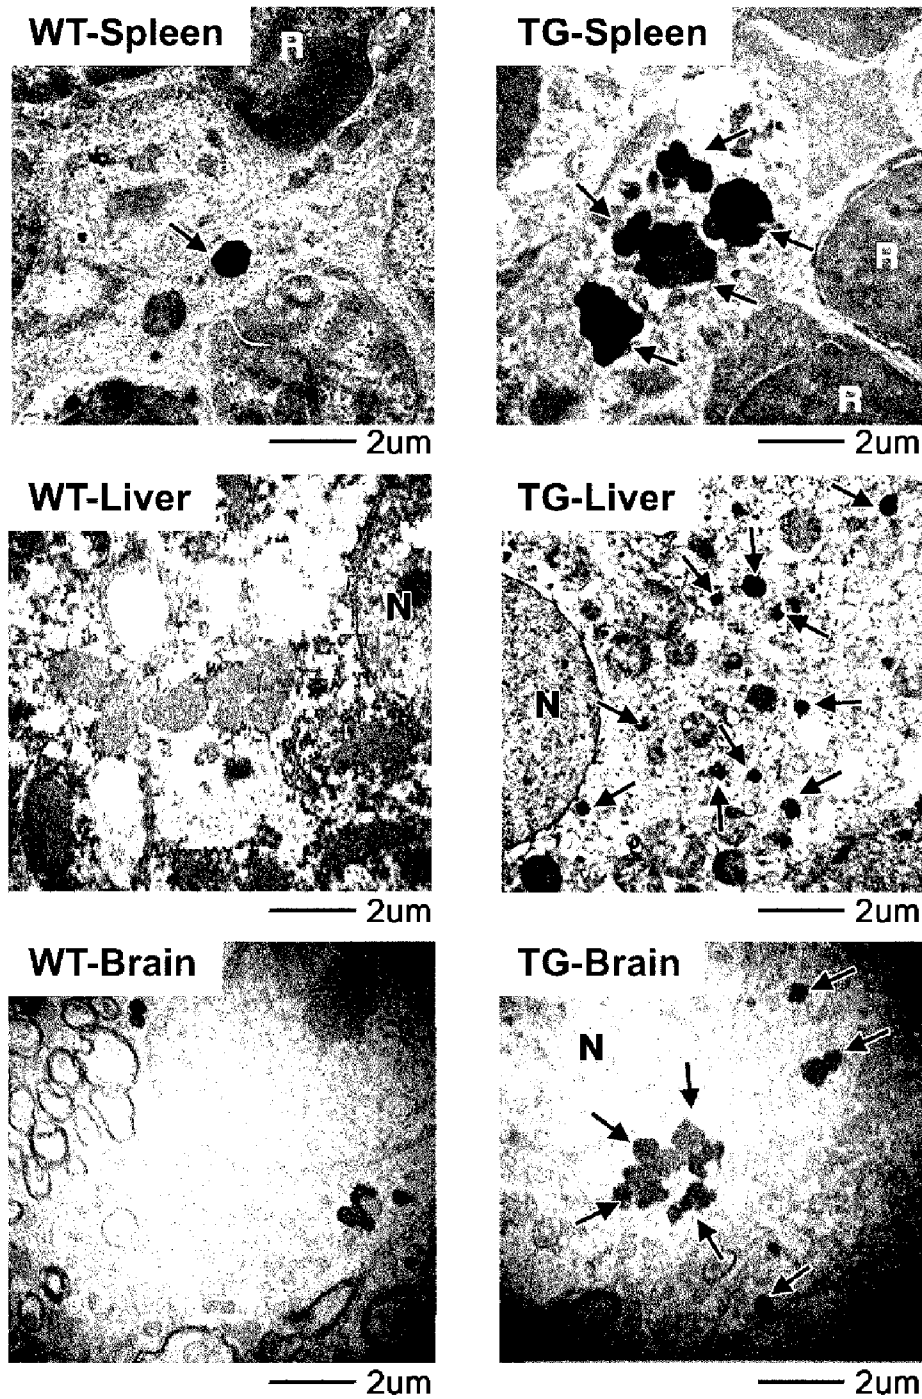 WT-Spleen
R
2um
TG-Spleen
R
R
2um
WT-Liver
N
2um
TG-Liver
N
2um
WT-Brain
2um
TG-Brain
N
2um